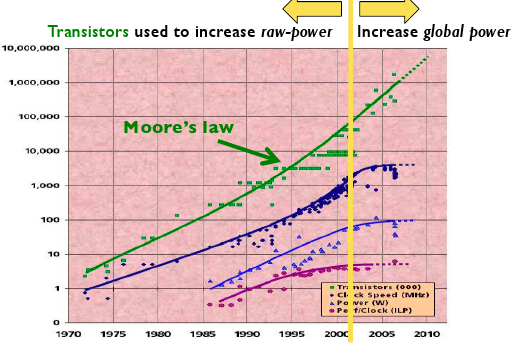 Transistors used to increase raw-power
Increase global power
10,000,000
1,000,000
100,000
10,000
1,000
100
10
1
0
Moore's law
Transistors (000)
Clock Speed (MHz)
Power (W)
Perf/Clock (ILP)
1970 1975 1980 1985 1990 1995 2000 2005 2010